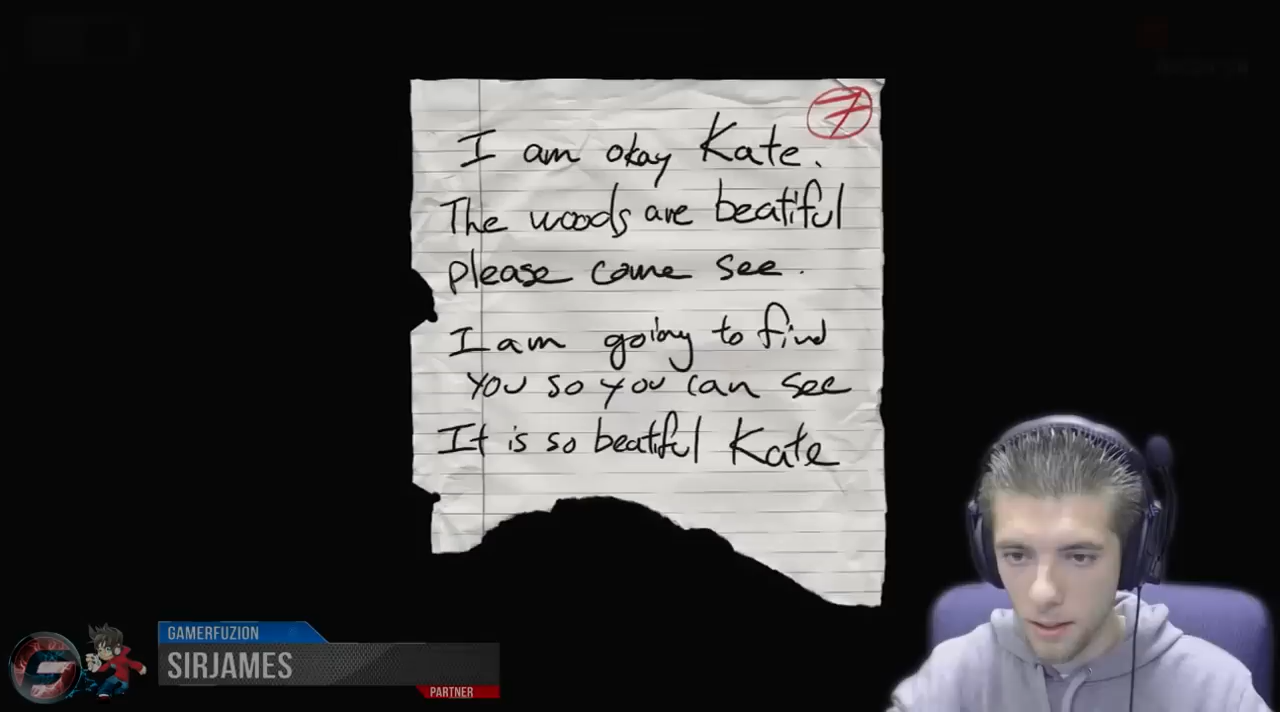 7
I am okay Kate.
The woods are beatiful
please come see.
I am going to find
you so you can see
It is so beatiful Kate
GAMERFUZION
SIRJAMES
PARTNER